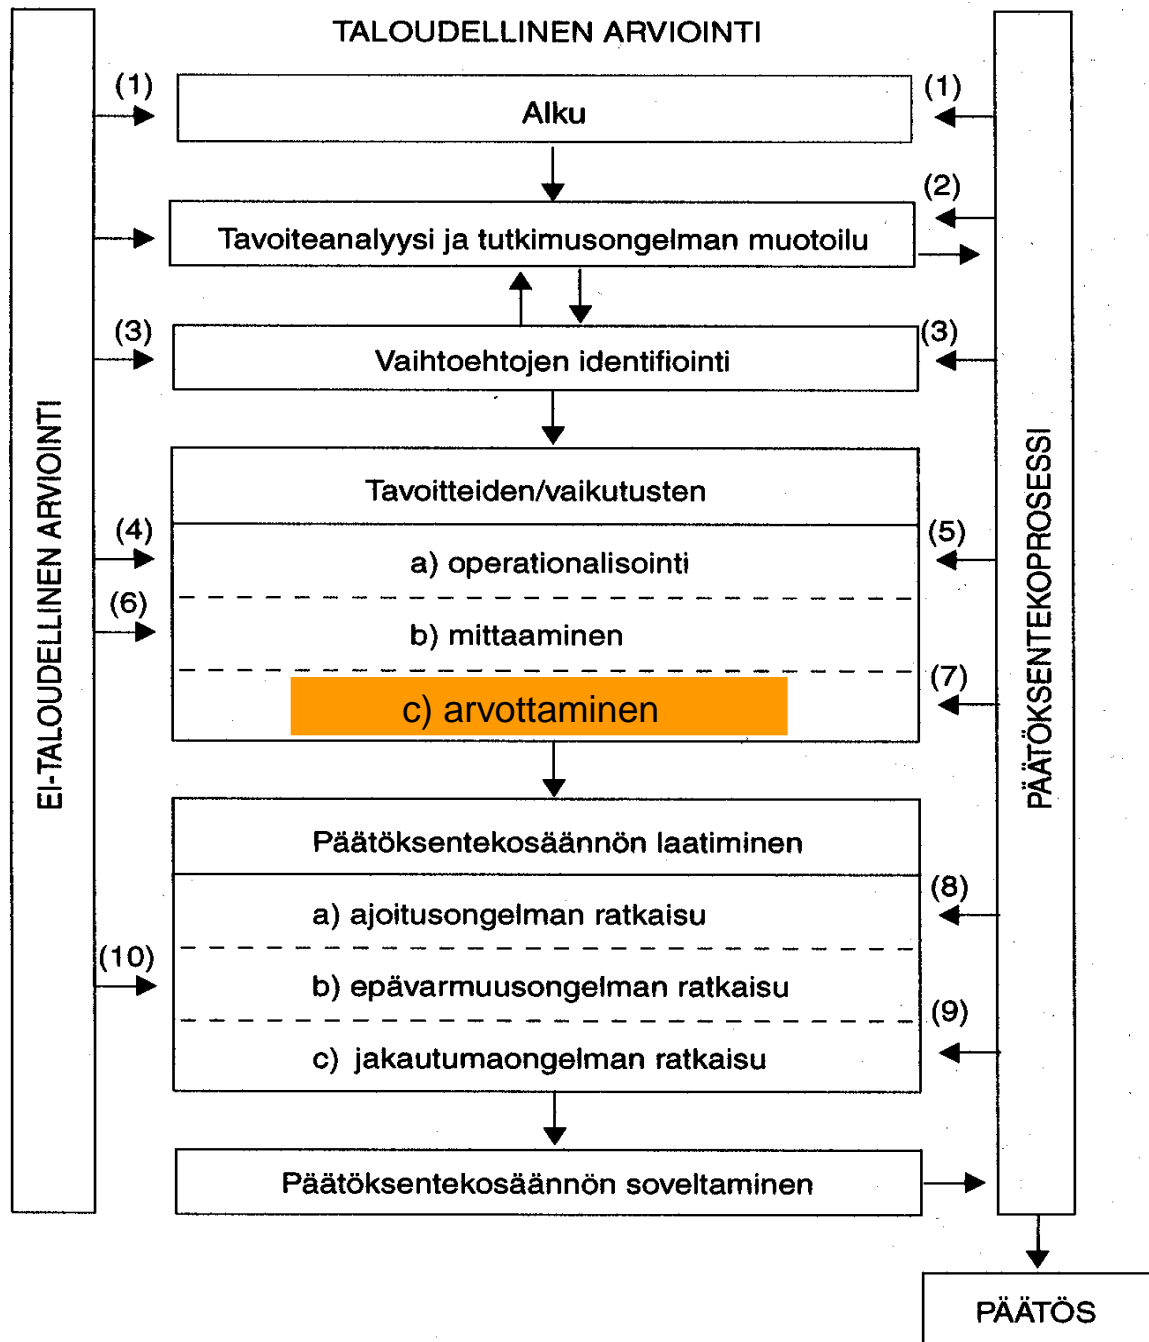 TALOUDELLINEN ARVIOINTI
(1)
(1)
Alku
(2)
Tavoiteanalyysi ja tutkimusongelman muotoilu
(3)
(3)
Vaihtoehtojen identifiointi
Tavoitteiden/vaikutusten
(4)
(5)
a) operationalisointi
(6)
b) mittaaminen
(7)
c) arvottaminen
Päätöksentekosäännön laatiminen
(8)
a) ajoitusongelman ratkaisu
(10)
b) epävarmuusongelman ratkaisu
(9)
c) jakautumaongelman ratkaisu
Päätöksentekosäännön soveltaminen
EI-TALOUDELLINEN ARVIOINTI
PÄÄTÖKSENTEKOPROSESSI
PÄÄTÖS